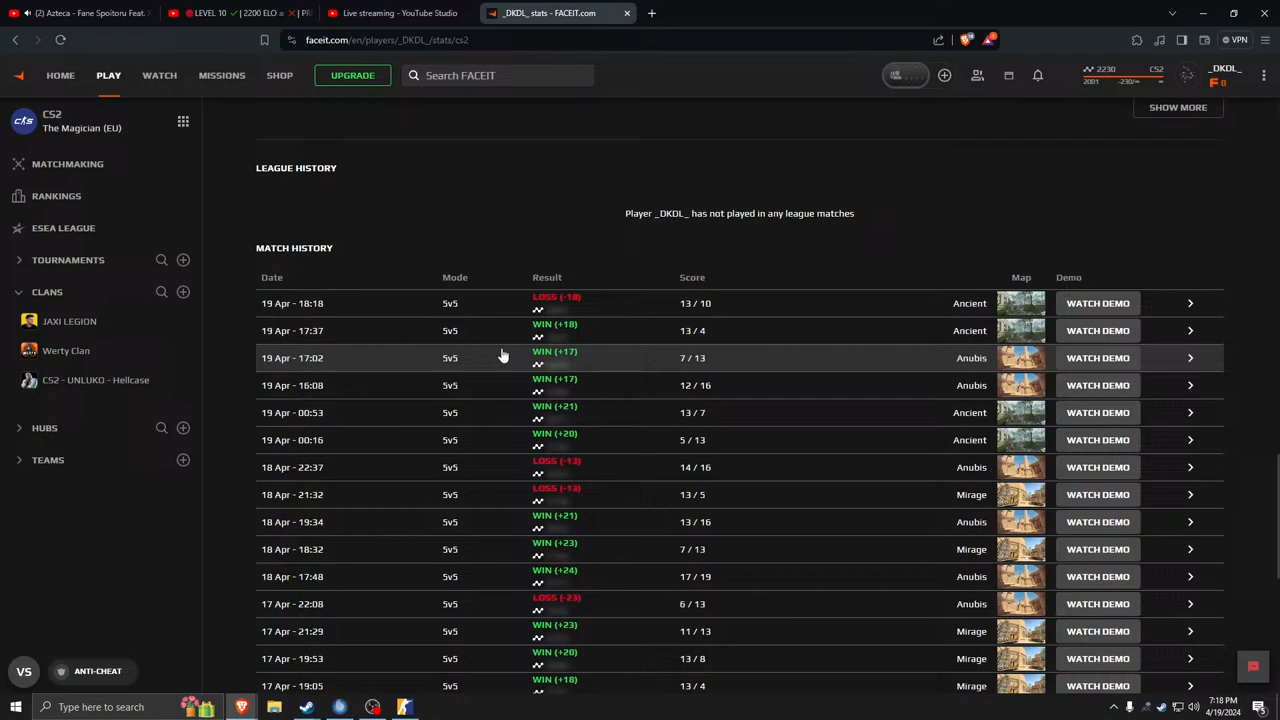 (D2) Azteca - Fane Spoitoru Feat.
LEVEL 10 | 2200 ELO = | PR
Live streaming - YouTube Studio
_DKDL_ stats - FACEIT.com
faceit.com/en/players/_DKDL_/stats/cs2
VPN
HOME PLAY WATCH MISSIONS SHOP UPGRADE Search FACEIT
2230 CS2
2001 -230/∞ ∞
_DKDL_
F 0
CS2
The Magician (EU)
MATCHMAKING
RANKINGS
ESEA LEAGUE
TOURNAMENTS
CLANS
JAXI LEGION
Werty Clan
CS2 - UNLUKO - Hellcase
HUBS
TEAMS
VS ANTI-CHEAT
SHOW MORE
LEAGUE HISTORY
Player _DKDL_ has not played in any league matches
MATCH HISTORY
Date Mode Result Score Map Demo
19 Apr - 18:18 5v5 LOSS (-18) 13 / 10 Ancient WATCH DEMO
19 Apr - 17:37 5v5 WIN (+18) 13 / 4 Ancient WATCH DEMO
19 Apr - 17:02 5v5 WIN (+17) 7 / 13 Anubis WATCH DEMO
19 Apr - 16:08 5v5 WIN (+17) 12 / 16 Anubis WATCH DEMO
19 Apr - 00:53 5v5 WIN (+21) 13 / 7 Ancient WATCH DEMO
19 Apr - 00:16 5v5 WIN (+20) 5 / 13 Ancient WATCH DEMO
18 Apr - 22:37 5v5 LOSS (-13) 14 / 16 Anubis WATCH DEMO
18 Apr - 21:32 5v5 LOSS (-13) 13 / 5 Mirage WATCH DEMO
18 Apr - 19:34 5v5 WIN (+21) 13 / 16 Anubis WATCH DEMO
18 Apr - 18:32 5v5 WIN (+23) 7 / 13 Mirage WATCH DEMO
18 Apr - 17:48 5v5 WIN (+24) 17 / 19 Anubis WATCH DEMO
17 Apr - 22:08 5v5 LOSS (-23) 6 / 13 Anubis WATCH DEMO
17 Apr - 21:25 5v5 WIN (+23) 11 / 13 Mirage WATCH DEMO
17 Apr - 19:53 5v5 WIN (+20) 13 / 8 Mirage WATCH DEMO
17 Apr - 19:05 5v5 WIN (+18) 13 / 4 Mirage WATCH DEMO
Type here to search
7:18 PM
4/19/2024